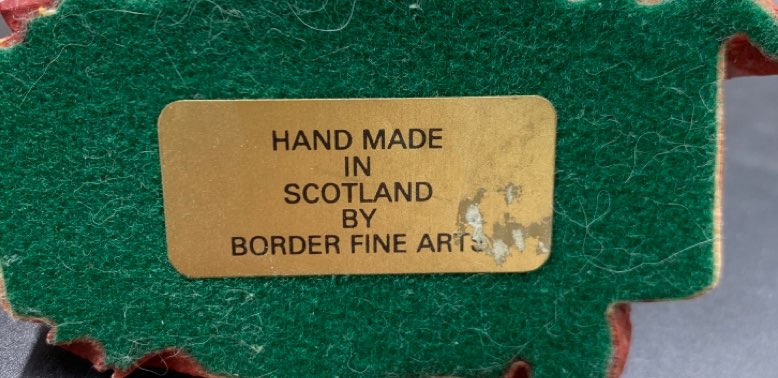 HAND MADE
IN
SCOTLAND
BY
BORDER FINE ARTS